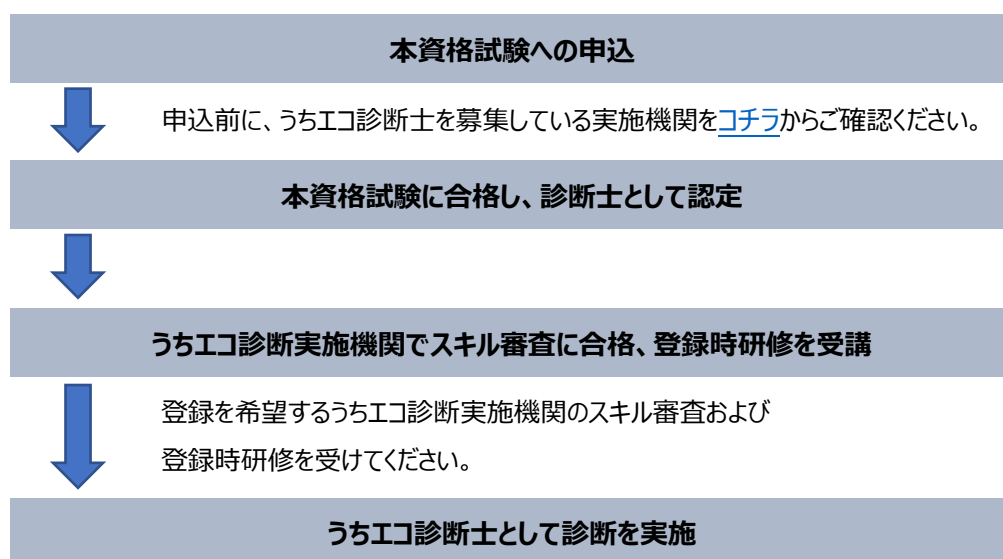 本資格試験への申込
申込前に、うちエコ診断士を募集している実施機関をコチラからご確認ください。
本資格試験に合格し、診断士として認定
うちエコ診断実施機関でスキル審査に合格、登録時研修を受講
登録を希望するうちエコ診断実施機関のスキル審査および
登録時研修を受けてください。
うちエコ診断士として診断を実施